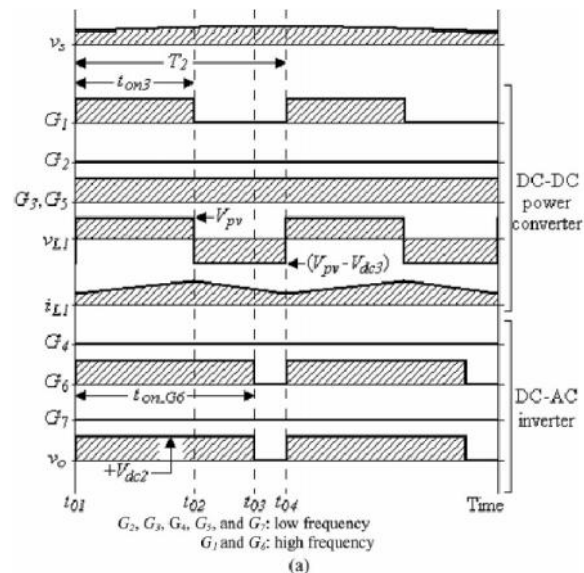 v_s
T_2
t_on3
G_1
G_2
G_3, G_5
V_pv
v_L1
(V_pv - V_dc3)
i_L1
DC-DC
power
converter
G_4
G_6
t_on_G6
G_7
v_o
+V_dc2
DC-AC
inverter
t_01 t_02 t_03 t_04 Time
G_2, G_3, G_4, G_5, and G_7: low frequency
G_1 and G_6: high frequency
(a)